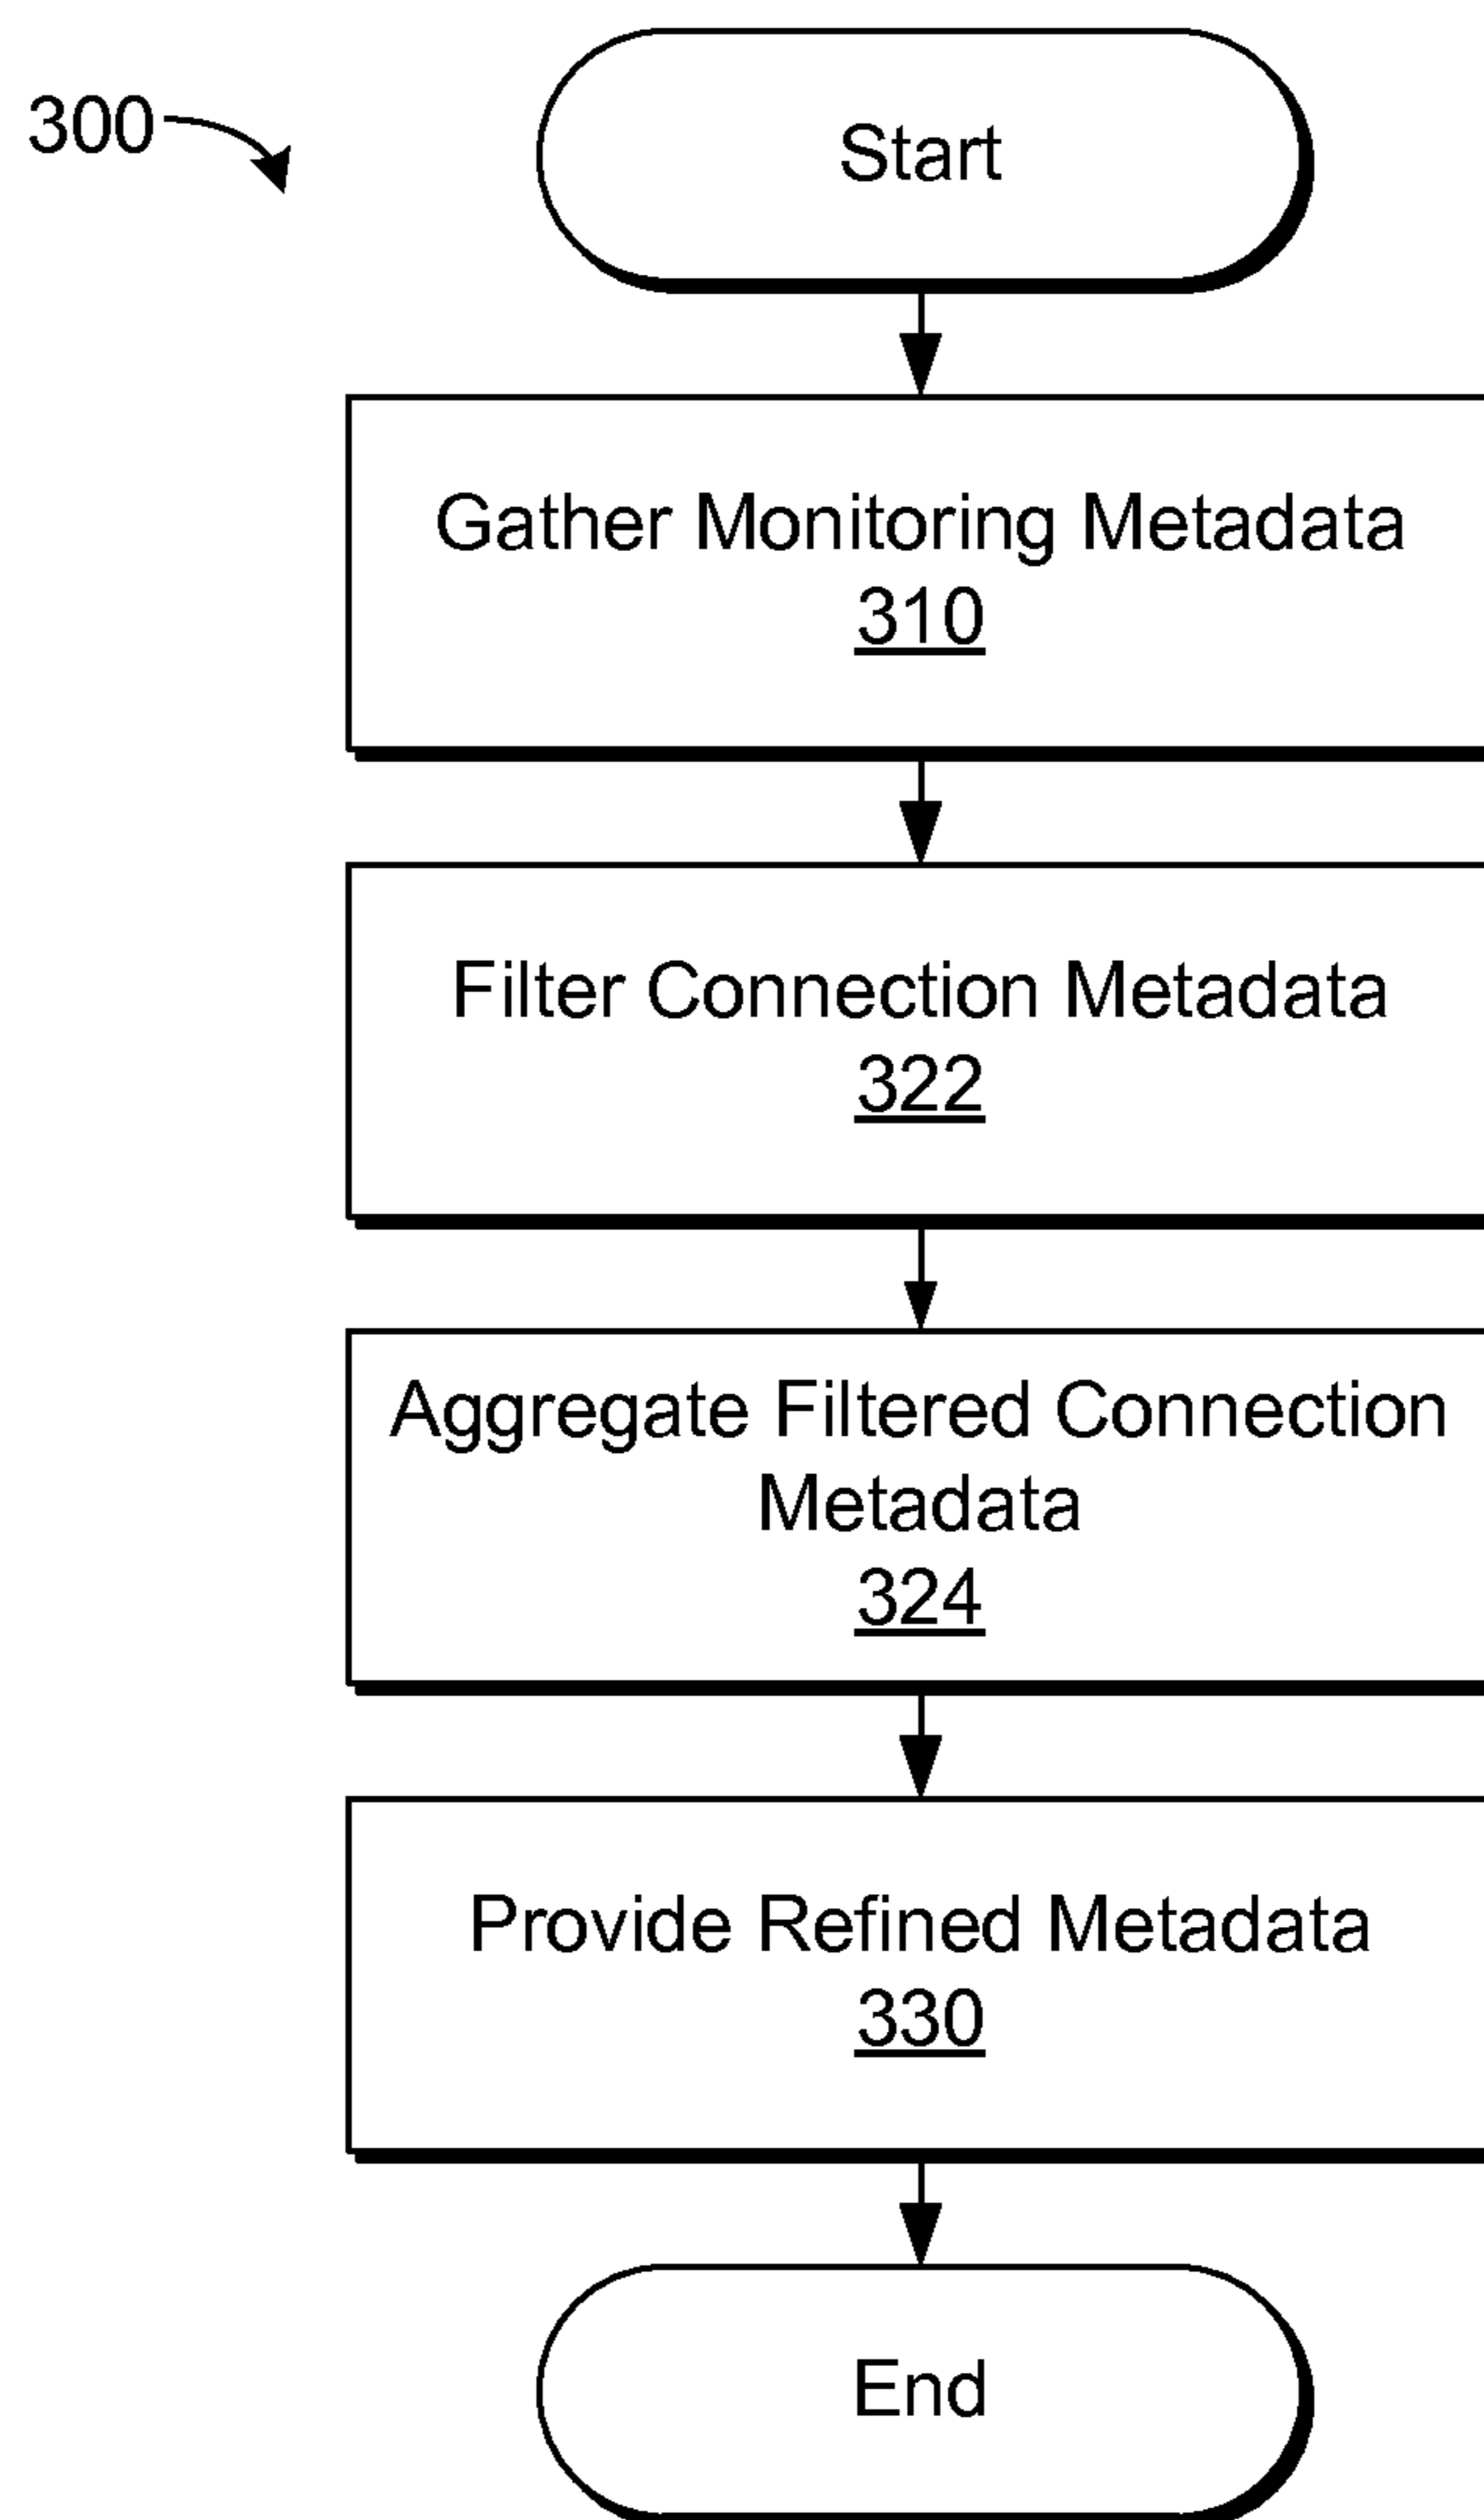 300
Start
Gather Monitoring Metadata
310
Filter Connection Metadata
322
Aggregate Filtered Connection
Metadata
324
Provide Refined Metadata
330
End